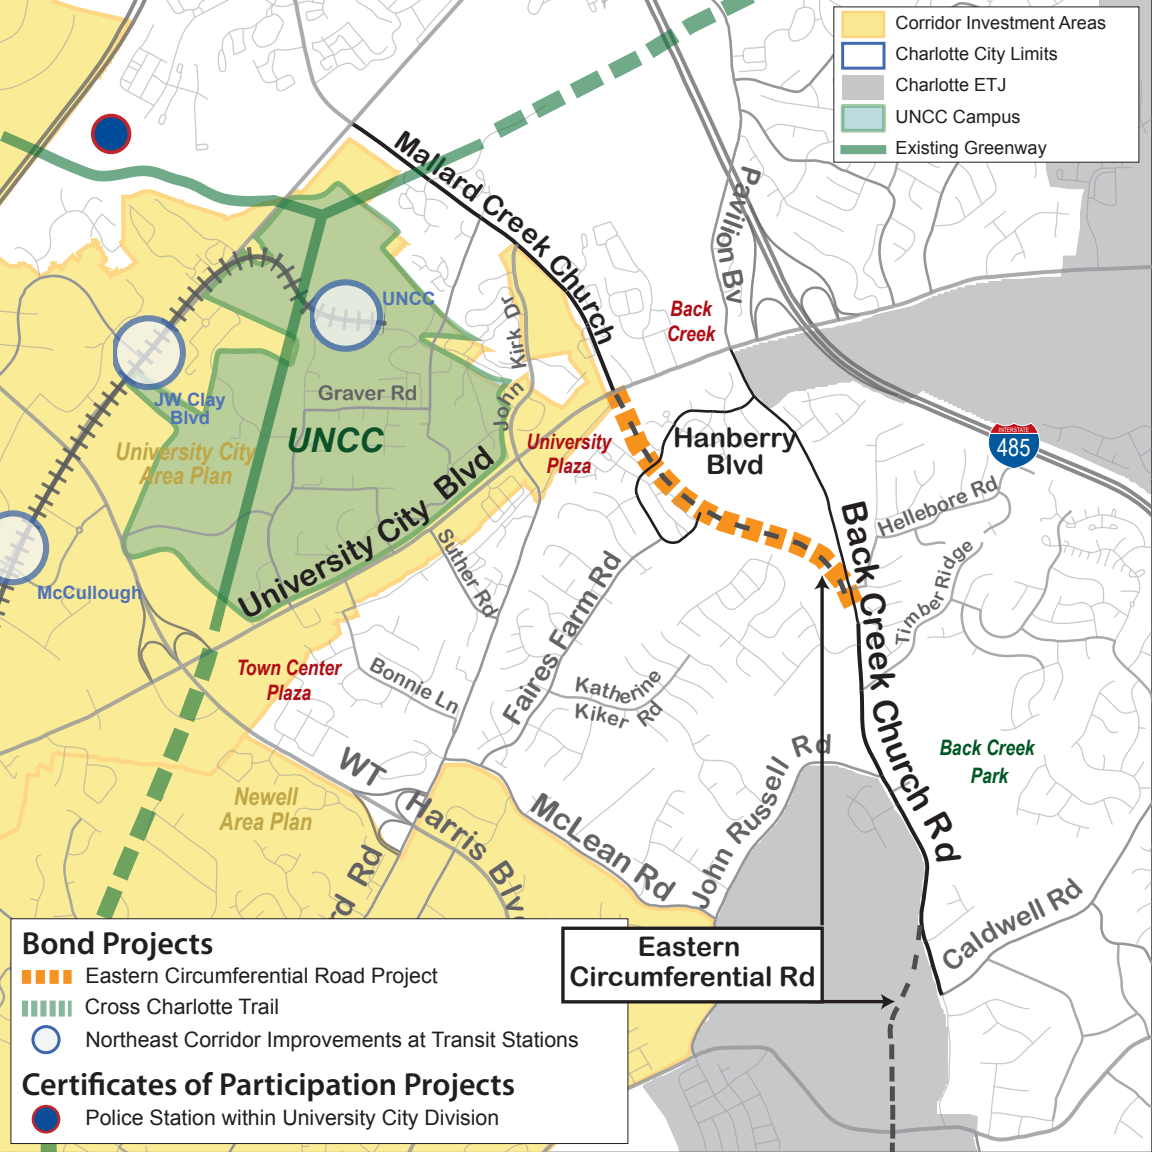 Corridor Investment Areas
Charlotte City Limits
Charlotte ETJ
UNCC Campus
Existing Greenway
Mallard Creek Church
Pavilion Bv
UNCC
Back
Creek
Kirk Dr
John
JW Clay
Blvd
Graver Rd
University City
Area Plan
UNCC
University
Plaza
Hanberry
Blvd
INTERSTATE
485
University City Blvd
Hellebore Rd
Back Creek Church Rd
Suther Rd
Timber Ridge
McCullough
Faires Farm Rd
Town Center
Plaza
Bonnie Ln
Katherine
Kiker Rd
John Russell Rd
Back Creek
Park
WT Harris Blv
Newell
Area Plan
McLean Rd
rd Rd
Caldwell Rd
Eastern
Circumferential Rd
Bond Projects
Eastern Circumferential Road Project
Cross Charlotte Trail
Northeast Corridor Improvements at Transit Stations
Certificates of Participation Projects
Police Station within University City Division